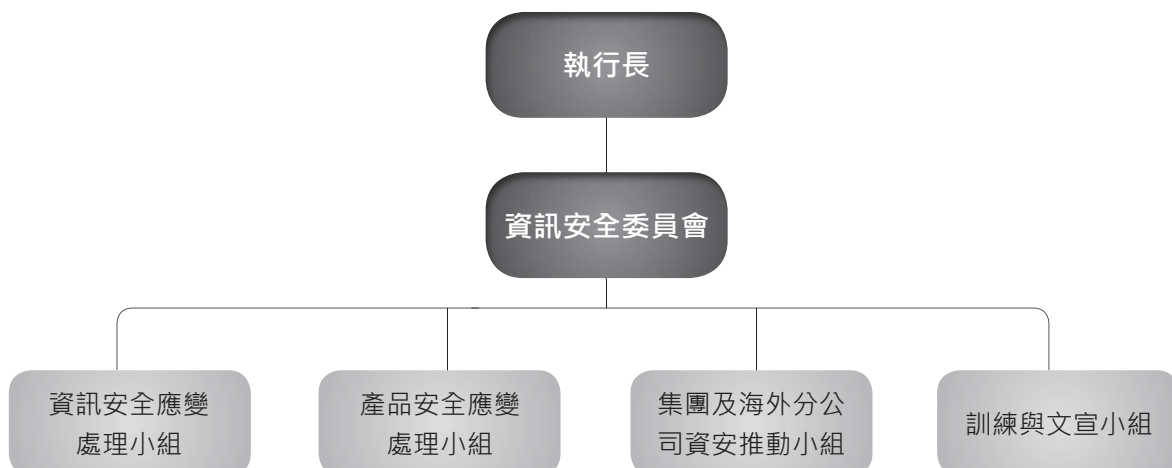 執行長
資訊安全委員會
資訊安全應變
處理小組
產品安全應變
處理小組
集團及海外分公
司資安推動小組
訓練與文宣小組